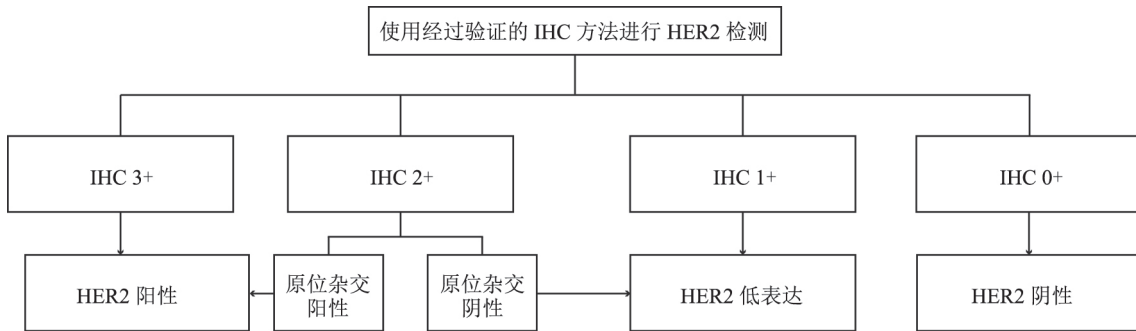 使用经过验证的 IHC 方法进行 HER2 检测
IHC 3+
IHC 2+
IHC 1+
IHC 0+
HER2 阳性
原位杂交
阳性
原位杂交
阴性
HER2 低表达
HER2 阴性